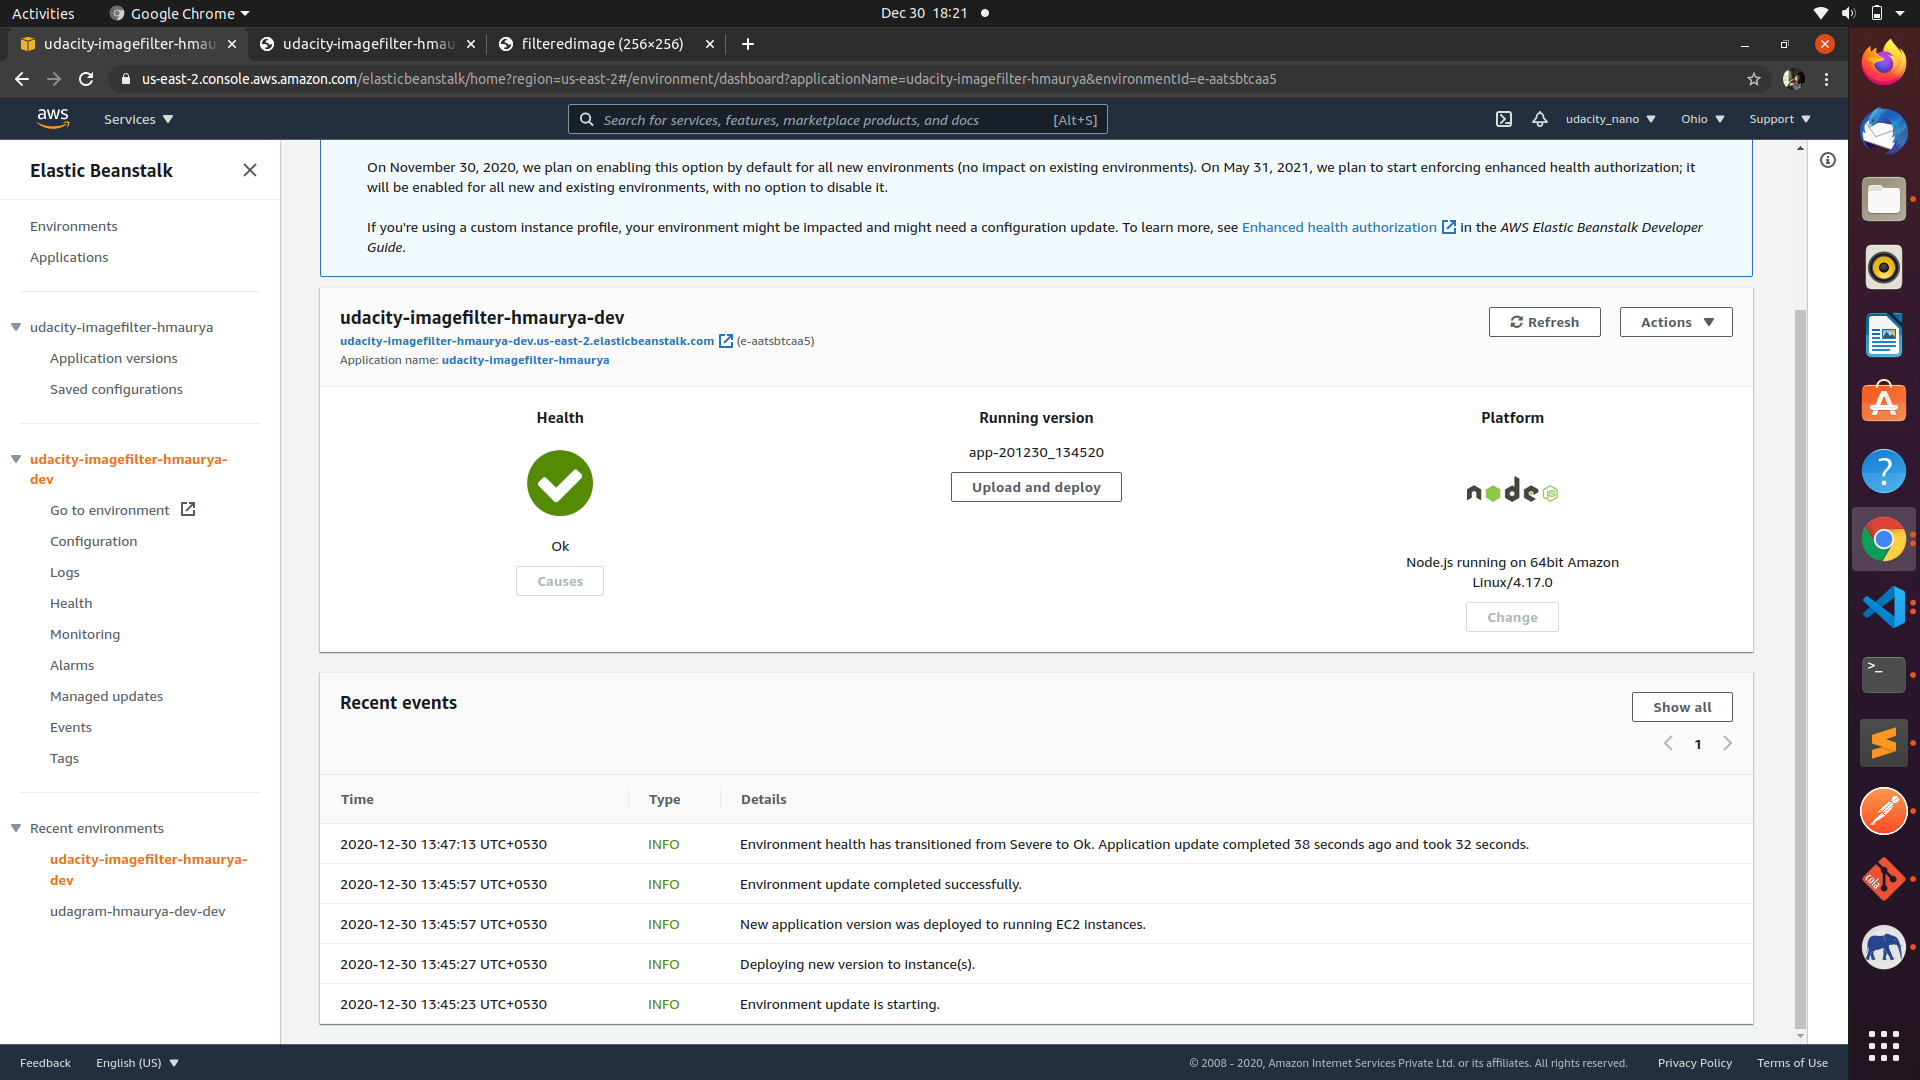 Activities
Google Chrome
Dec 30 18:21
udacity-imagefilter-hmau
udacity-imagefilter-hmau
filteredimage (256×256)
us-east-2.console.aws.amazon.com/elasticbeanstalk/home?region=us-east-2#/environment/dashboard?applicationName=udacity-imagefilter-hmaurya&environmentId=e-aatsbtcaa5
aws
Services
Search for services, features, marketplace products, and docs [Alt+S]
udacity_nano
Ohio
Support
Elastic Beanstalk
Environments
Applications
udacity-imagefilter-hmaurya
Application versions
Saved configurations
udacity-imagefilter-hmaurya-
dev
Go to environment
Configuration
Logs
Health
Monitoring
Alarms
Managed updates
Events
Tags
Recent environments
udacity-imagefilter-hmaurya-
dev
udagram-hmaurya-dev-dev
On November 30, 2020, we plan on enabling this option by default for all new environments (no impact on existing environments). On May 31, 2021, we plan to start enforcing enhanced health authorization; it
will be enabled for all new and existing environments, with no option to disable it.
If you're using a custom instance profile, your environment might be impacted and might need a configuration update. To learn more, see Enhanced health authorization in the AWS Elastic Beanstalk Developer
Guide.
udacity-imagefilter-hmaurya-dev
udacity-imagefilter-hmaurya-dev.us-east-2.elasticbeanstalk.com (e-aatsbtcaa5)
Application name: udacity-imagefilter-hmaurya
Refresh
Actions
Health
Ok
Causes
Running version
app-201230_134520
Upload and deploy
Platform
node
JS
Node.js running on 64bit Amazon
Linux/4.17.0
Change
Recent events
Show all
1
Time Type Details
2020-12-30 13:47:13 UTC+0530 INFO Environment health has transitioned from Severe to Ok. Application update completed 38 seconds ago and took 32 seconds.
2020-12-30 13:45:57 UTC+0530 INFO Environment update completed successfully.
2020-12-30 13:45:57 UTC+0530 INFO New application version was deployed to running EC2 instances.
2020-12-30 13:45:27 UTC+0530 INFO Deploying new version to instance(s).
2020-12-30 13:45:23 UTC+0530 INFO Environment update is starting.
Feedback
English (US)
© 2008 - 2020, Amazon Internet Services Private Ltd. or its affiliates. All rights reserved.
Privacy Policy
Terms of Use
?
>_
cola